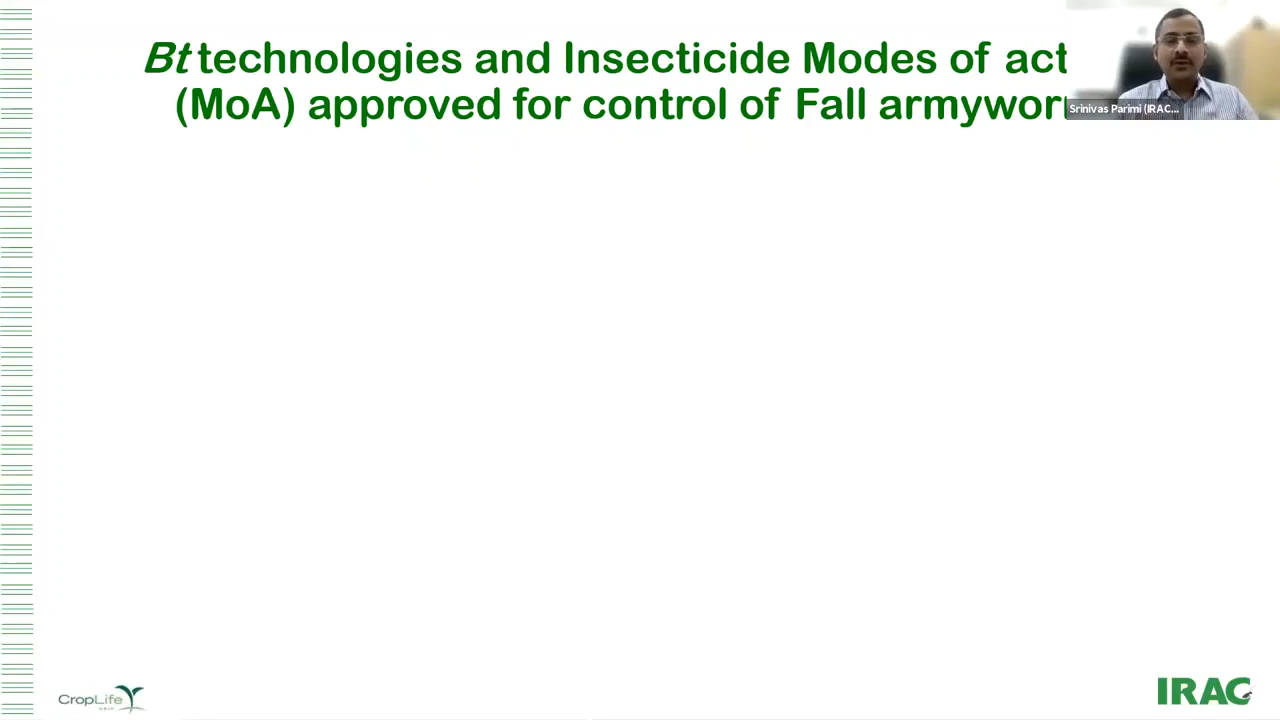 Bt technologies and Insecticide Modes of act
(MoA) approved for control of Fall armywor
Srinivas Parimi (IRAC...
CropLife
ASIA
IRAC